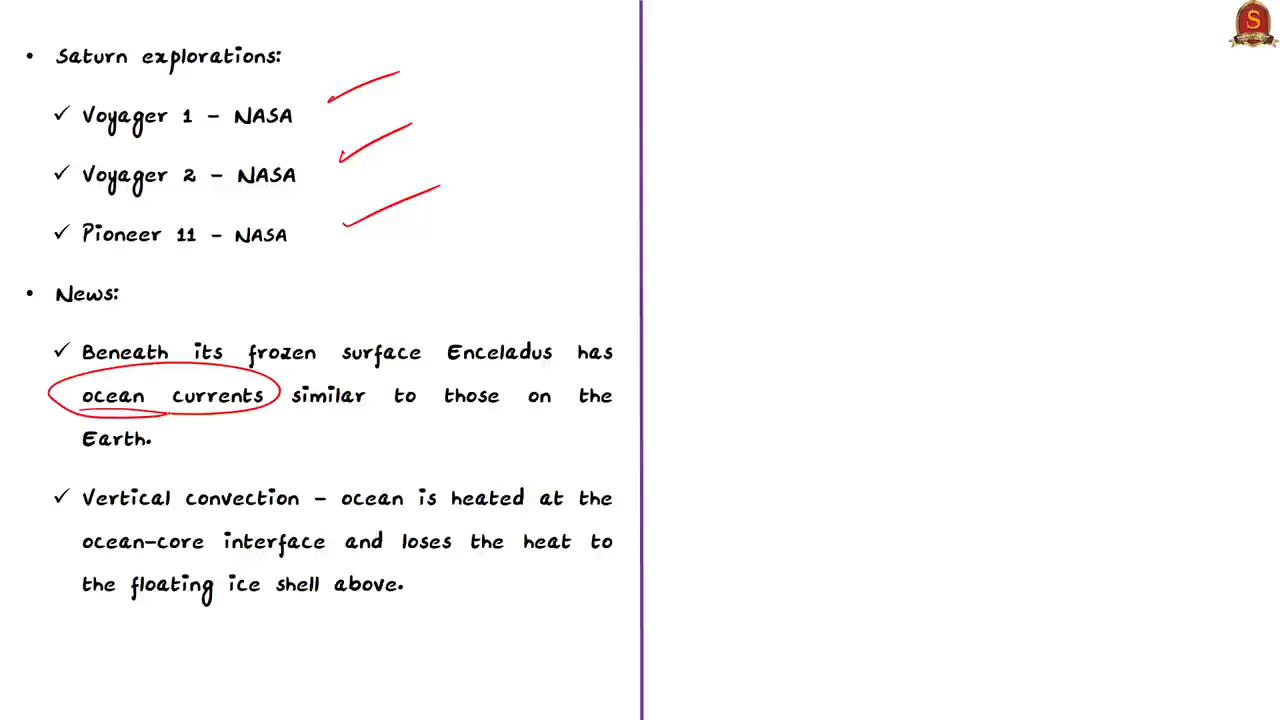 • Saturn explorations:
✓ Voyager 1 – NASA
✓ Voyager 2 – NASA
✓ Pioneer 11 – NASA
• News:
✓ Beneath its frozen surface Enceladus has
ocean currents similar to those on the
Earth.
✓ Vertical convection – ocean is heated at the
ocean-core interface and loses the heat to
the floating ice shell above.
S